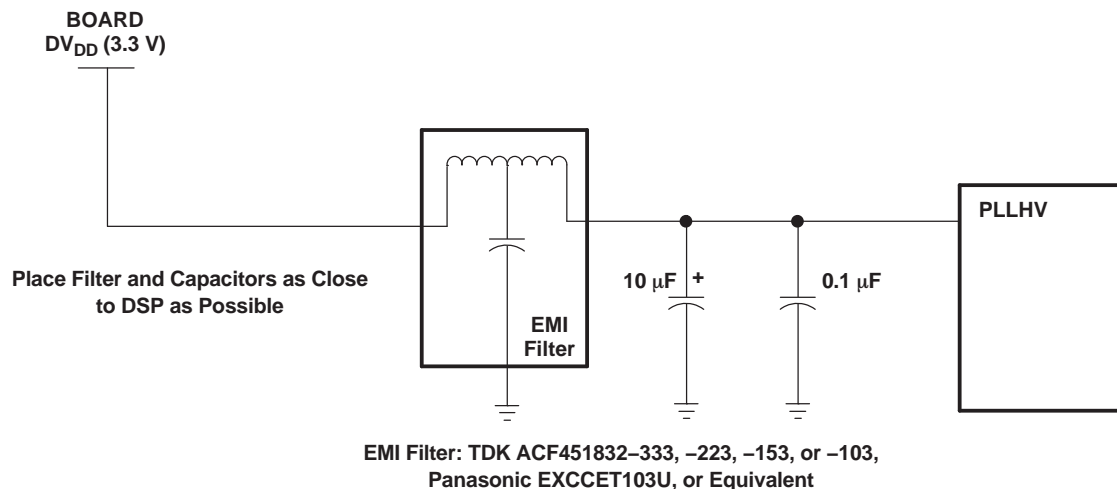 BOARD
DVDD (3.3 V)
Place Filter and Capacitors as Close
to DSP as Possible
EMI
Filter
10 μF
+
0.1 μF
PLLHV
EMI Filter: TDK ACF451832–333, –223, –153, or –103,
Panasonic EXCCET103U, or Equivalent